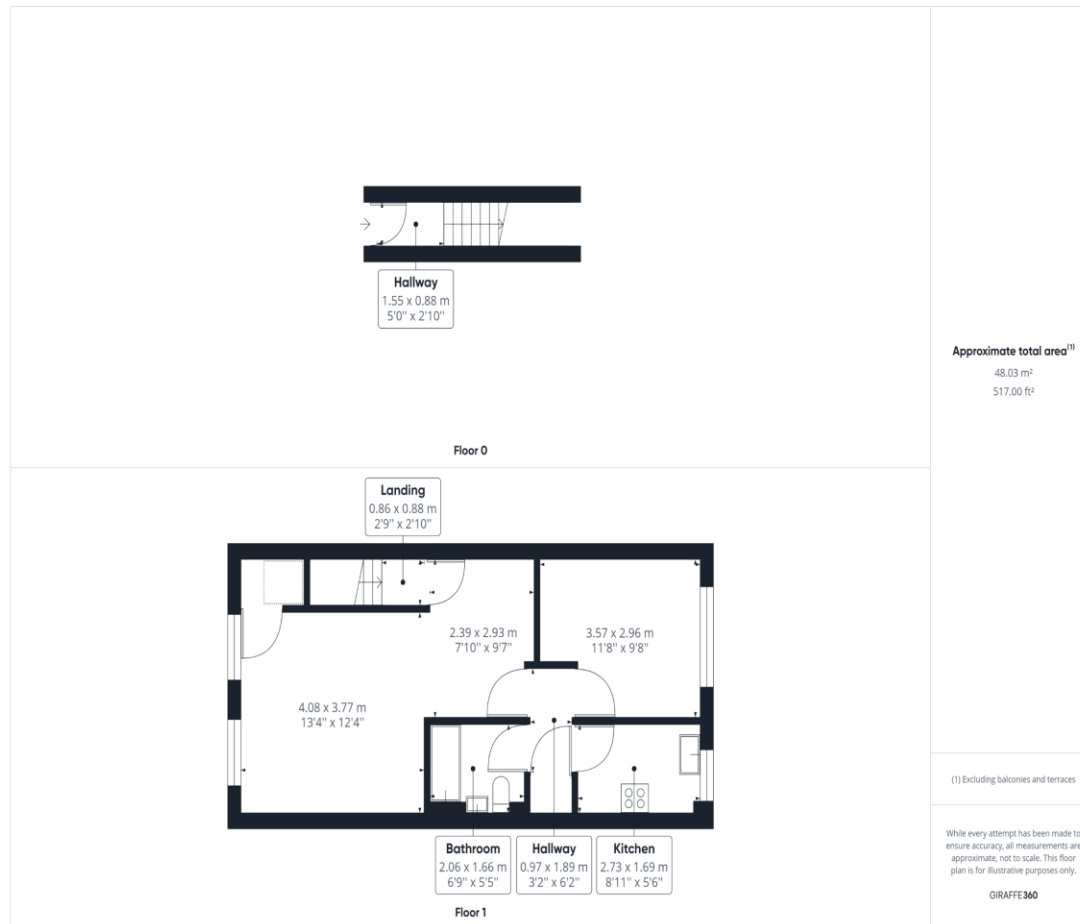 Hallway
1.55 x 0.88 m
5'0" x 2'10"
Floor 0
Approximate total area(1)
48.03 m²
517.00 ft²
Landing
0.86 x 0.88 m
2'9" x 2'10"
2.39 x 2.93 m
7'10" x 9'7"
3.57 x 2.96 m
11'8" x 9'8"
4.08 x 3.77 m
13'4" x 12'4"
Bathroom
2.06 x 1.66 m
6'9" x 5'5"
Hallway
0.97 x 1.89 m
3'2" x 6'2"
Kitchen
2.73 x 1.69 m
8'11" x 5'6"
Floor 1
(1) Excluding balconies and terraces
While every attempt has been made to
ensure accuracy, all measurements are
approximate, not to scale. This floor
plan is for illustrative purposes only.
GIRAFFE360